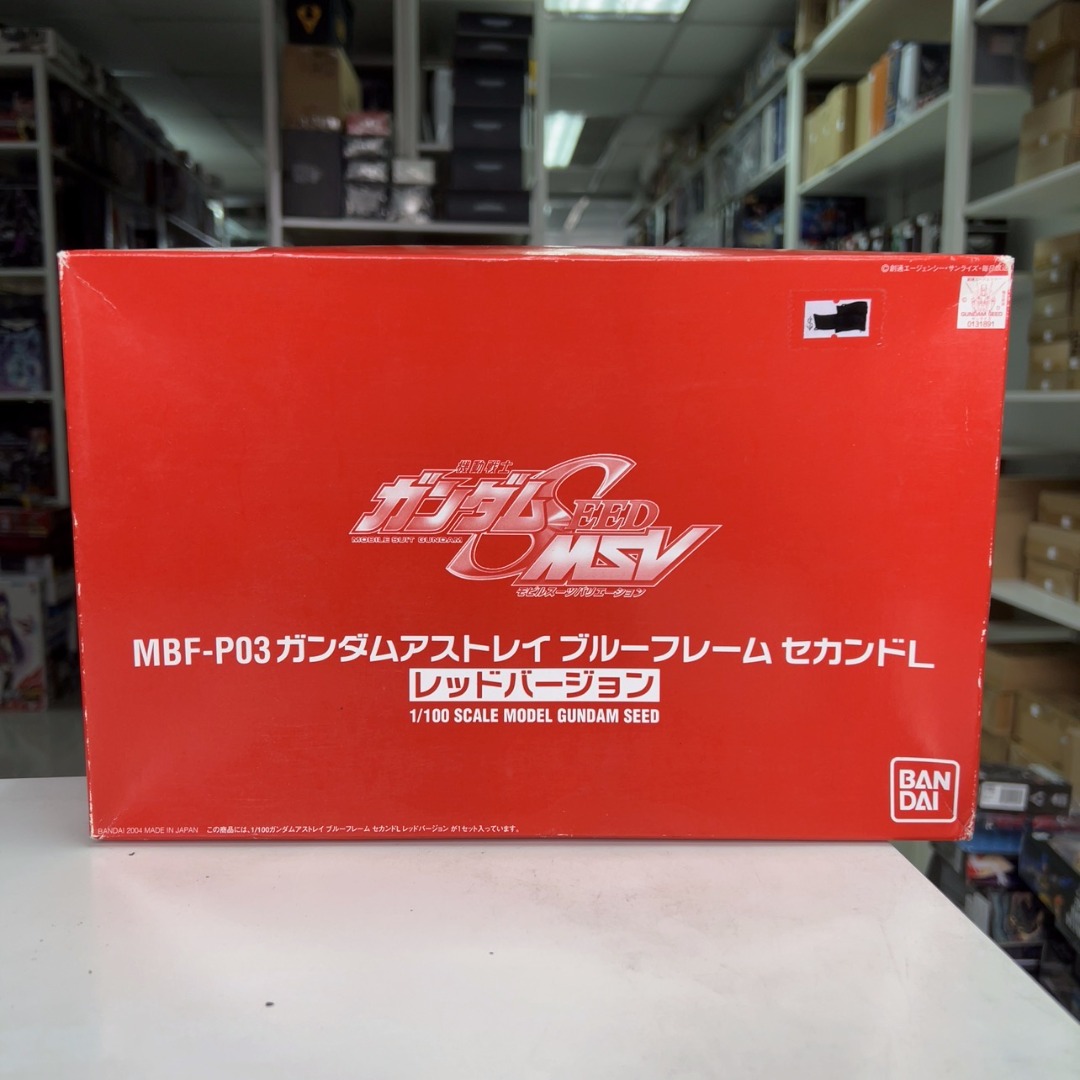 ©創通エージェンシー・サンライズ・毎日放送
GUNDAM SEED
0131891
機動戦士
ガンダムSEED
MOBILE SUIT GUNDAM
MSV
モビルスーツバリエーション
MBF-P03 ガンダムアストレイ ブルーフレーム セカンドL
レッドバージョン
1/100 SCALE MODEL GUNDAM SEED
BAN
DAI
BANDAI 2004 MADE IN JAPAN この商品には、1/100ガンダムアストレイ ブルーフレーム セカンドL レッドバージョン が1セット入っています。